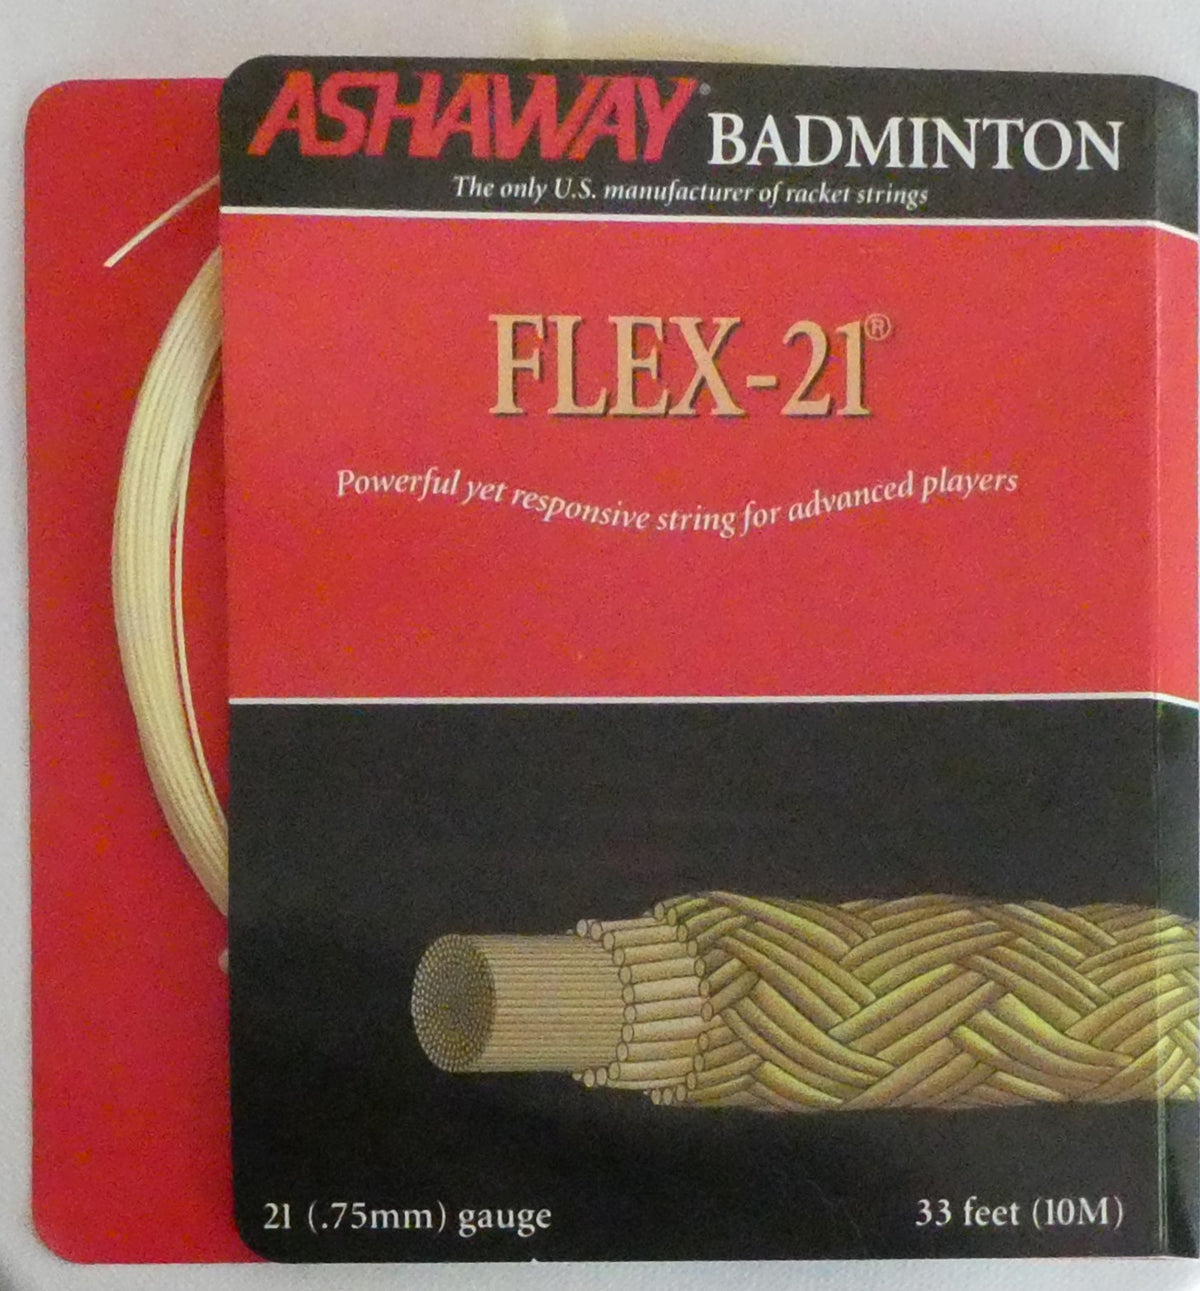 ASHAWAY® BADMINTON
The only U.S. manufacturer of racket strings
FLEX-21®
Powerful yet responsive string for advanced players
21 (.75mm) gauge
33 feet (10M)